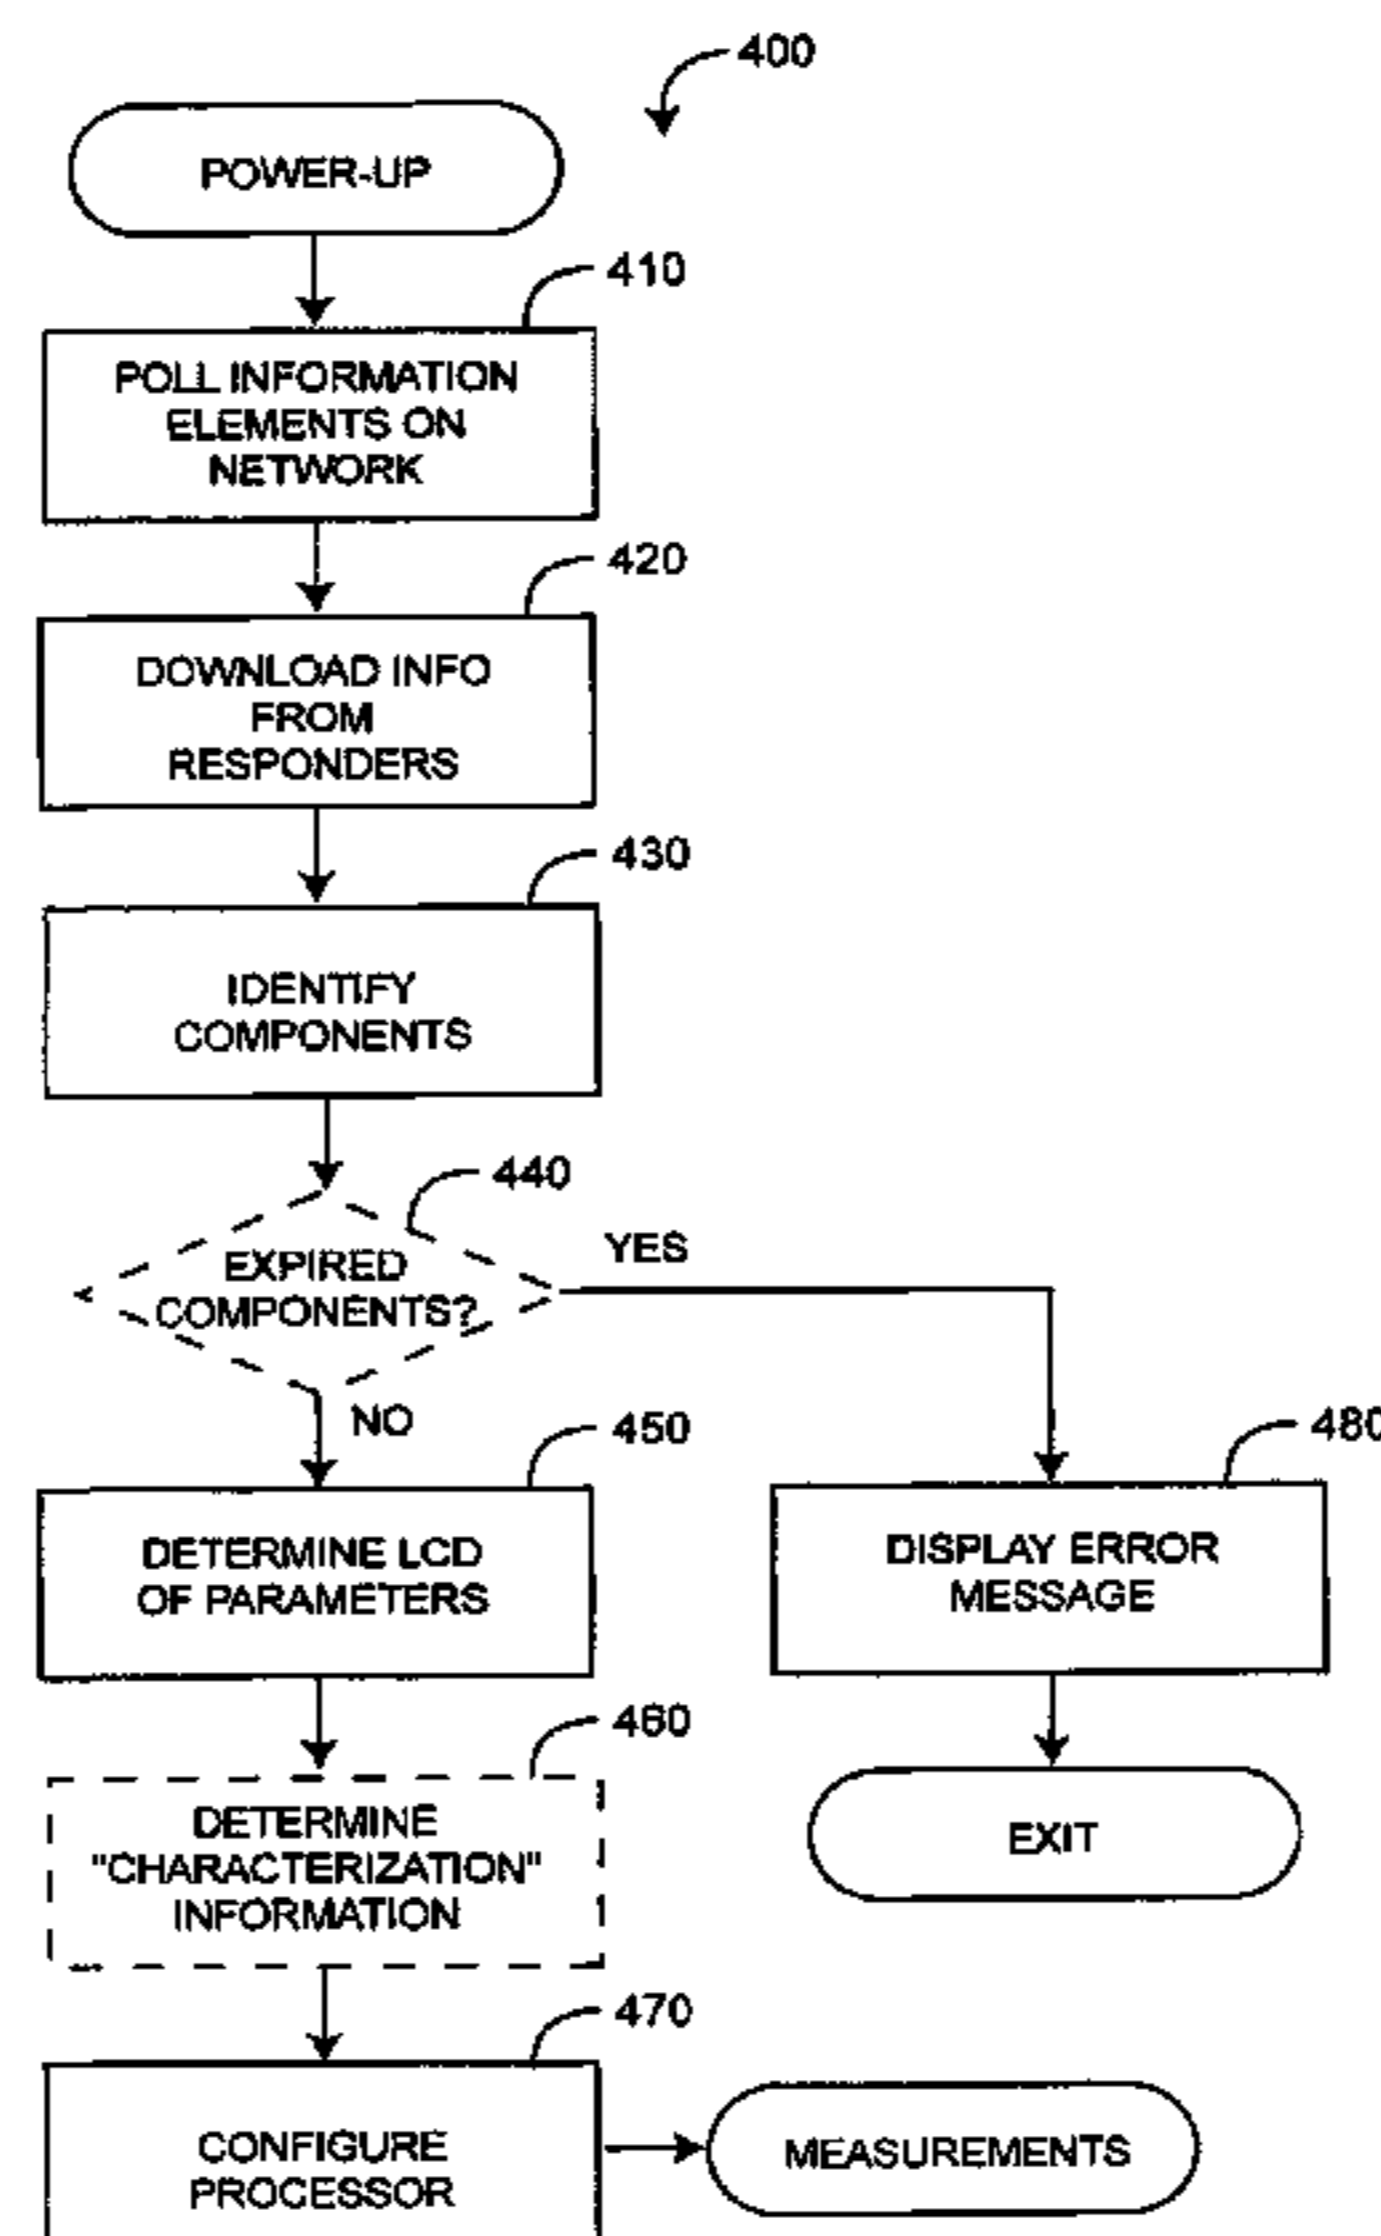 400
POWER-UP
410
POLL INFORMATION
ELEMENTS ON
NETWORK
420
DOWNLOAD INFO
FROM
RESPONDERS
430
IDENTIFY
COMPONENTS
440
EXPIRED
COMPONENTS?
YES
NO
450
DETERMINE LCD
OF PARAMETERS
480
DISPLAY ERROR
MESSAGE
460
DETERMINE
"CHARACTERIZATION"
INFORMATION
EXIT
470
CONFIGURE
PROCESSOR
MEASUREMENTS